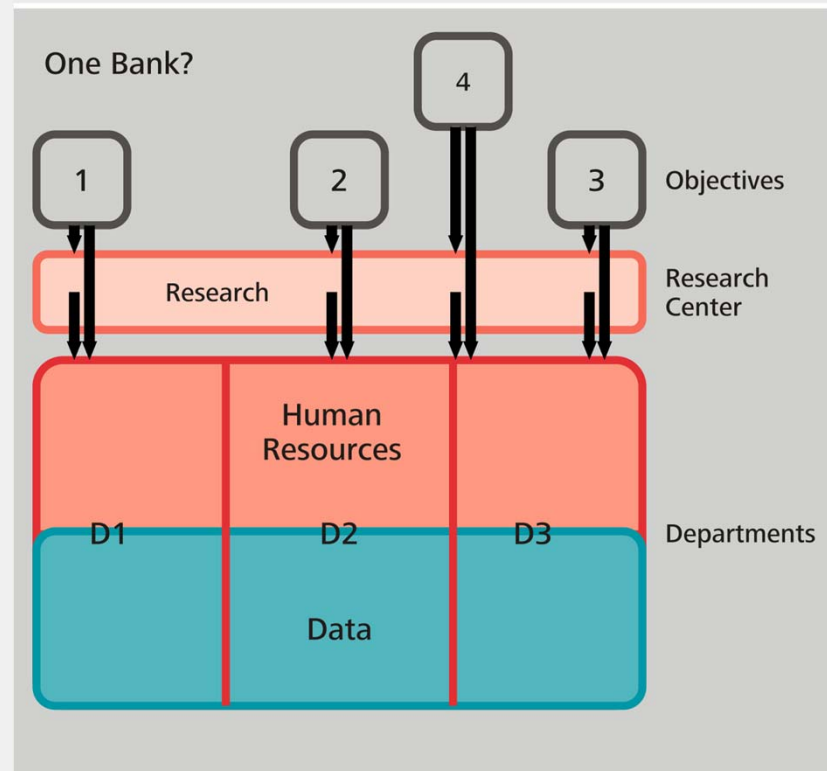 One Bank?
4
1
2
3
Objectives
Research
Research
Center
Human
Resources
D1
D2
D3
Departments
Data